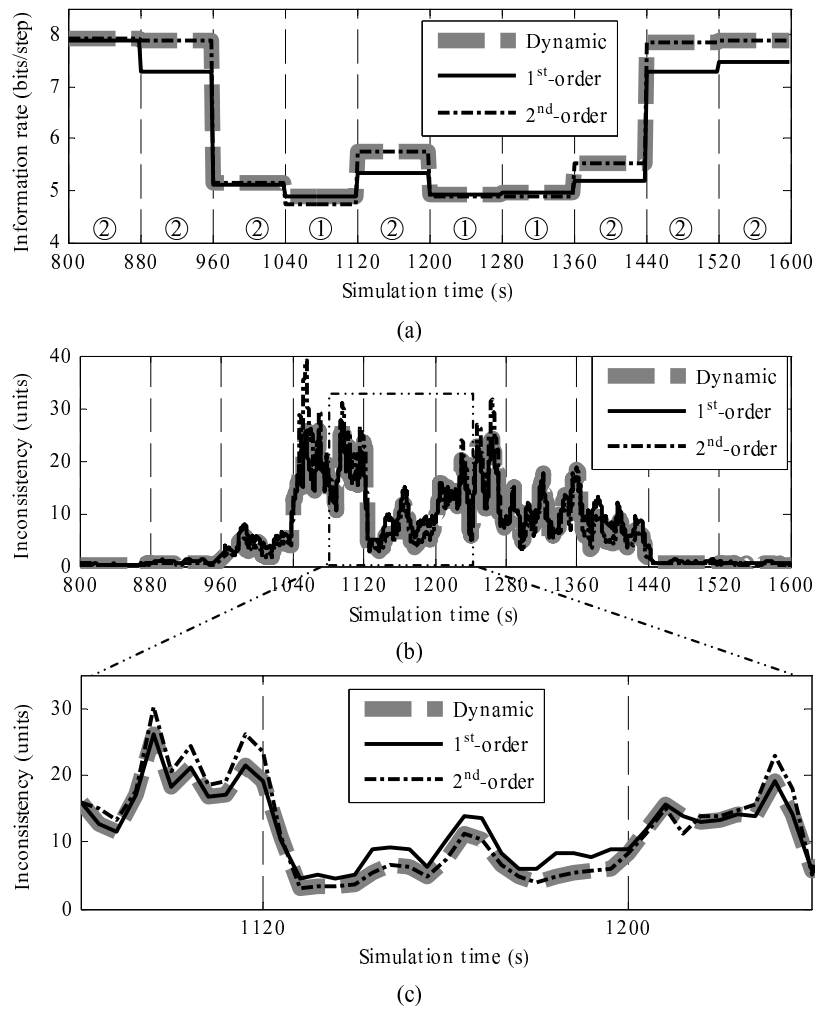 Information rate (bits/step)
8
7
6
5
4
Dynamic
1st-order
2nd-order
② ② ② ① ② ① ① ② ② ②
800 880 960 1040 1120 1200 1280 1360 1440 1520 1600
Simulation time (s)
(a)
Inconsistency (units)
40
30
20
10
0
Dynamic
1st-order
2nd-order
800 880 960 1040 1120 1200 1280 1360 1440 1520 1600
Simulation time (s)
(b)
Inconsistency (units)
30
20
10
0
Dynamic
1st-order
2nd-order
1120 1200
Simulation time (s)
(c)